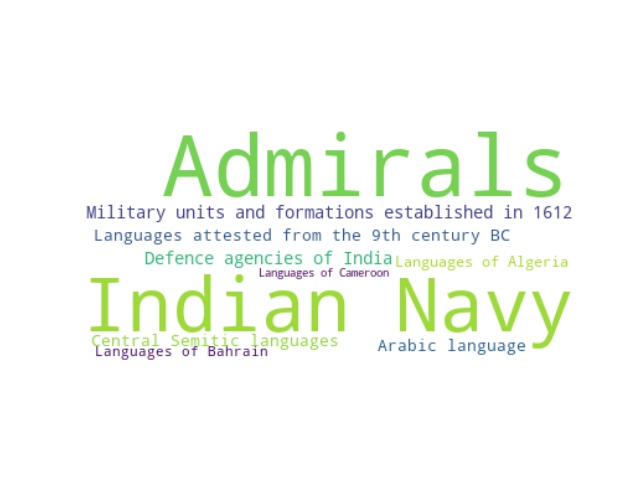 Admirals
Military units and formations established in 1612
Languages attested from the 9th century BC
Defence agencies of India
Languages of Algeria
Languages of Cameroon
Indian Navy
Central Semitic languages
Arabic language
Languages of Bahrain